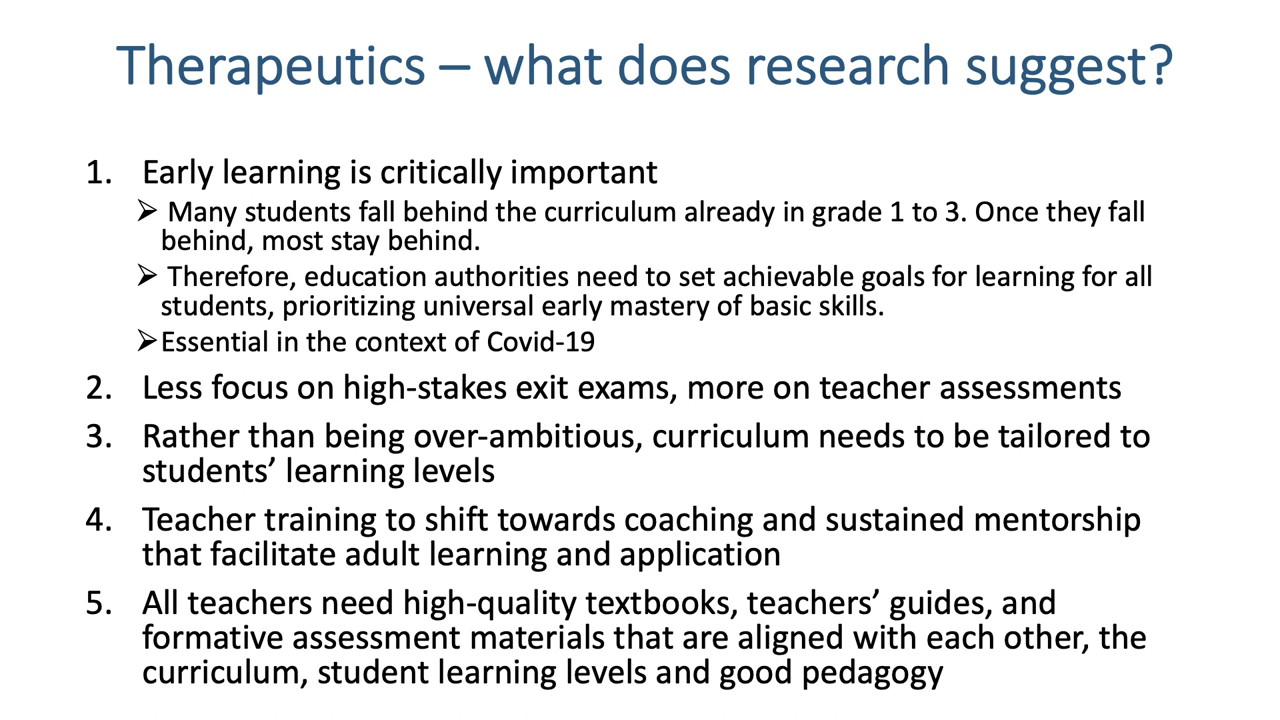 Therapeutics – what does research suggest?
1. Early learning is critically important
➢ Many students fall behind the curriculum already in grade 1 to 3. Once they fall
behind, most stay behind.
➢ Therefore, education authorities need to set achievable goals for learning for all
students, prioritizing universal early mastery of basic skills.
➢Essential in the context of Covid-19
2. Less focus on high-stakes exit exams, more on teacher assessments
3. Rather than being over-ambitious, curriculum needs to be tailored to
students’ learning levels
4. Teacher training to shift towards coaching and sustained mentorship
that facilitate adult learning and application
5. All teachers need high-quality textbooks, teachers’ guides, and
formative assessment materials that are aligned with each other, the
curriculum, student learning levels and good pedagogy